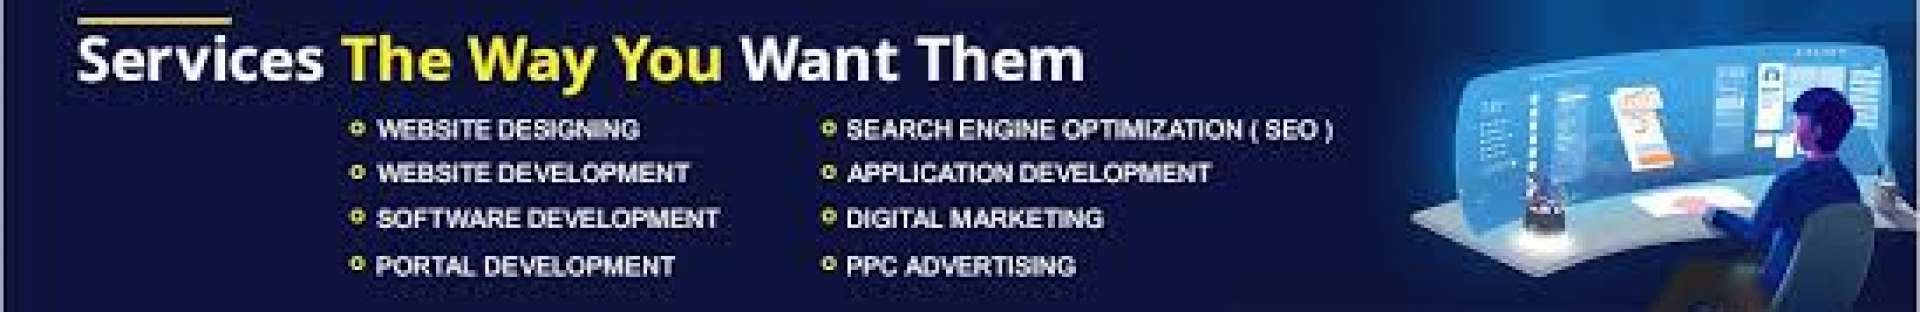 Services The Way You Want Them
WEBSITE DESIGNING
WEBSITE DEVELOPMENT
SOFTWARE DEVELOPMENT
PORTAL DEVELOPMENT
SEARCH ENGINE OPTIMIZATION ( SEO )
APPLICATION DEVELOPMENT
DIGITAL MARKETING
PPC ADVERTISING